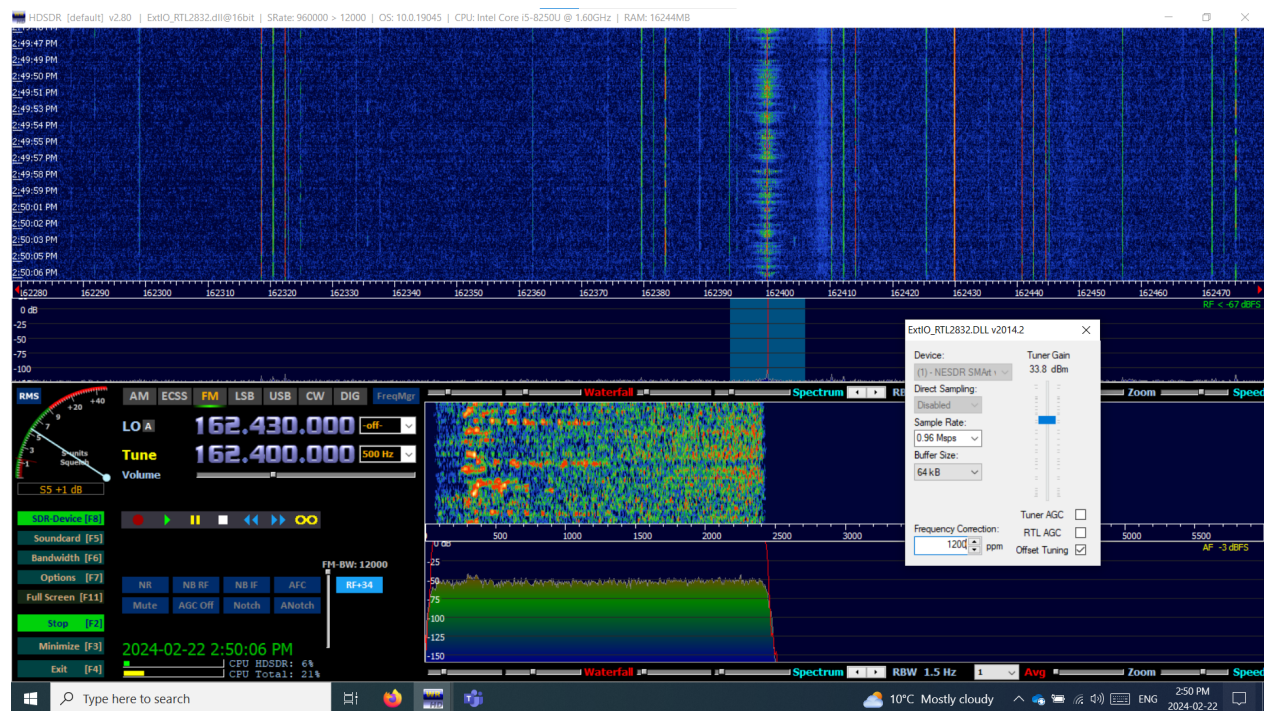 HDSDR [default] v2.80 | ExtIO_RTL2832.dll@16bit | SRate: 960000 > 12000 | OS: 10.0.19045 | CPU: Intel Core i5-8250U @ 1.60GHz | RAM: 16244MB
2:49:47 PM
2:49:49 PM
2:49:50 PM
2:49:51 PM
2:49:53 PM
2:49:54 PM
2:49:55 PM
2:49:57 PM
2:49:58 PM
2:49:59 PM
2:50:01 PM
2:50:02 PM
2:50:03 PM
2:50:05 PM
2:50:06 PM
162280 162290 162300 162310 162320 162330 162340 162350 162360 162370 162380 162390 162400 162410 162420 162430 162440 162450 162460 162470
RF < -67 dBFS
0 dB
-25
-50
-75
-100
ExtIO_RTL2832.DLL v2014.2
Device:
(1) - NESDR SMArt
Tuner Gain
33.8 dBm
Direct Sampling:
Disabled
Sample Rate:
0.96 Msps
Buffer Size:
64 kB
Tuner AGC
Frequency Correction:
RTL AGC
1200 ppm
Offset Tuning
RMS
1 3 5 7 9 +20 +40
S-units
Squelch
S5 +1 dB
AM ECSS FM LSB USB CW DIG FreqMgr
LO A 162.430.000 -off-
Tune 162.400.000 500 Hz
Volume
Waterfall Spectrum Zoom Speed
SDR-Device [F8]
Soundcard [F5]
Bandwidth [F6]
Options [F7]
Full Screen [F11]
Stop [F2]
Minimize [F3]
Exit [F4]
FM-BW: 12000
NR NB RF NB IF AFC RF+34
Mute AGC Off Notch ANotch
2024-02-22 2:50:06 PM
CPU HDSDR: 6%
CPU Total: 21%
500 1000 1500 2000 2500 3000 5000 5500
AF -3 dBFS
0 dB
-25
-50
-75
-100
-125
-150
Waterfall Spectrum RBW 1.5 Hz 1 Avg Zoom Speed
Type here to search
10°C Mostly cloudy
ENG
2:50 PM
2024-02-22